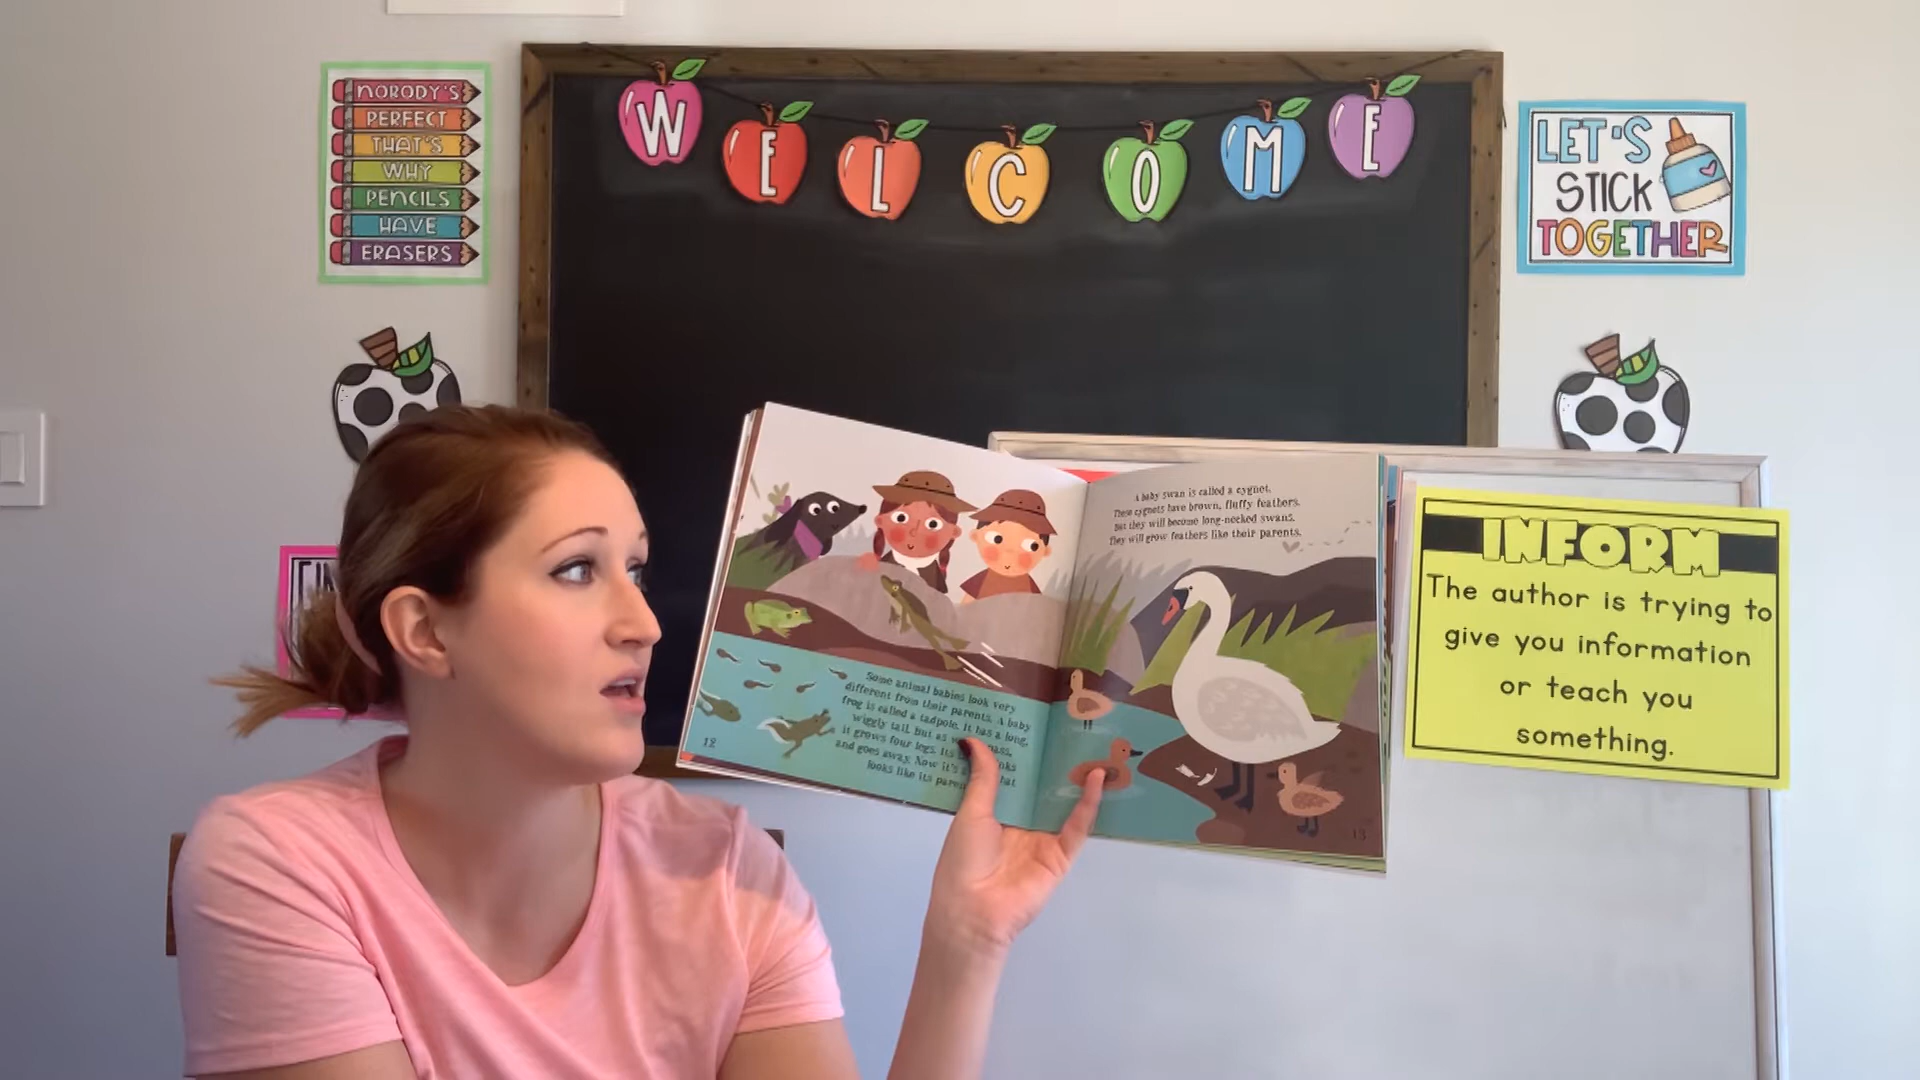 NOBODY'S
PERFECT
THAT'S
WHY
PENCILS
HAVE
ERASERS
WELCOME
LET'S
STICK
TOGETHER
A baby swan is called a cygnet.
These cygnets have brown, fluffy feathers.
But they will become long-necked swans.
They will grow feathers like their parents.
13
Some animal babies look very
different from their parents. A baby
frog is called a tadpole. It has a long,
wiggly tail. But as pass,
it grows four legs. Its
and goes away. Now it's a that
looks like its
12
INFORM
The author is trying to
give you information
or teach you
something.